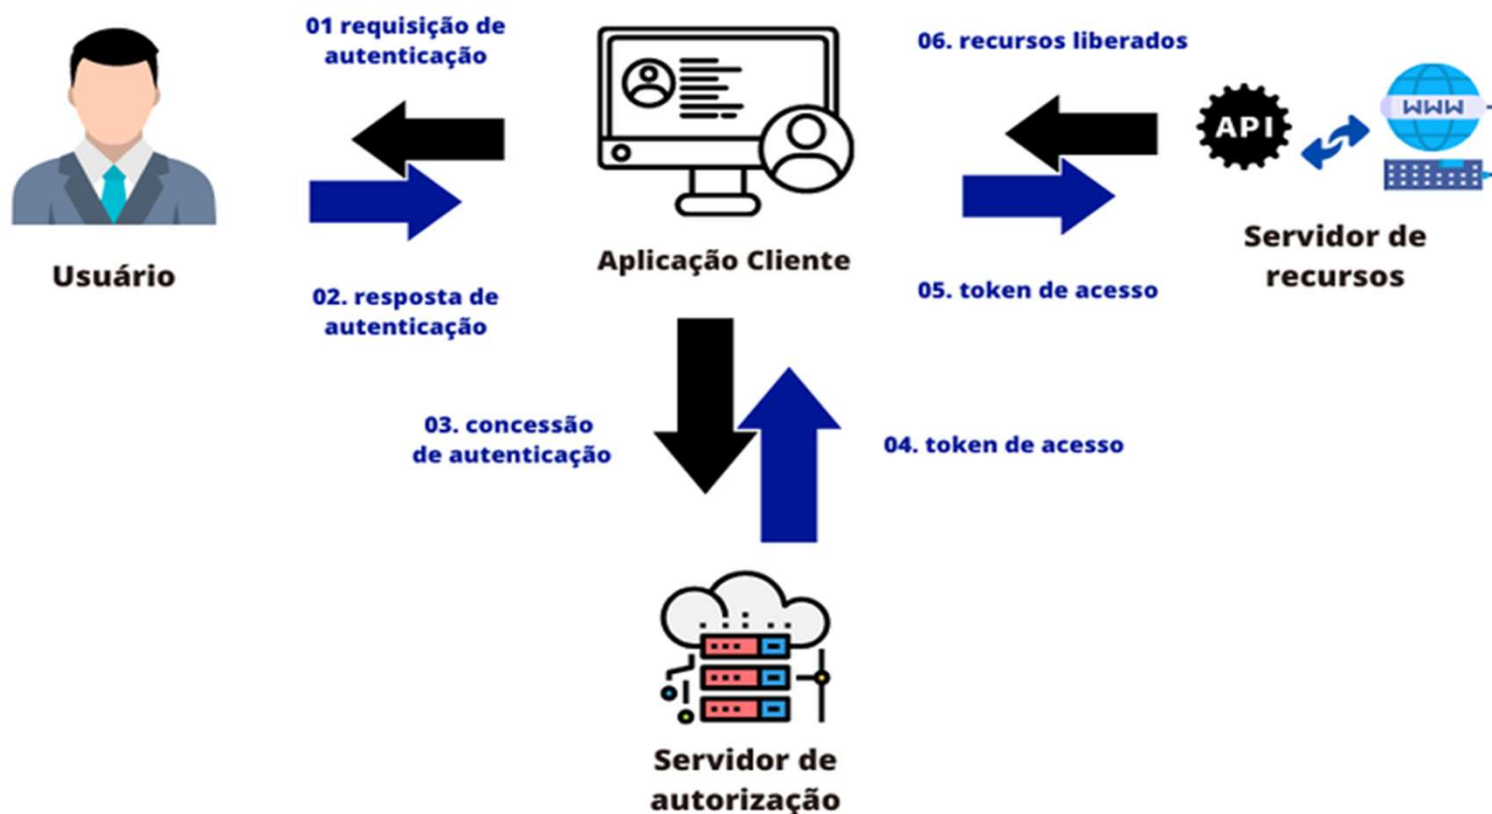 01 requisição de
autenticação
06. recursos liberados
API
WWW
Usuário
Aplicação Cliente
Servidor de
recursos
02. resposta de
autenticação
05. token de acesso
03. concessão
de autenticação
04. token de acesso
Servidor de
autorização